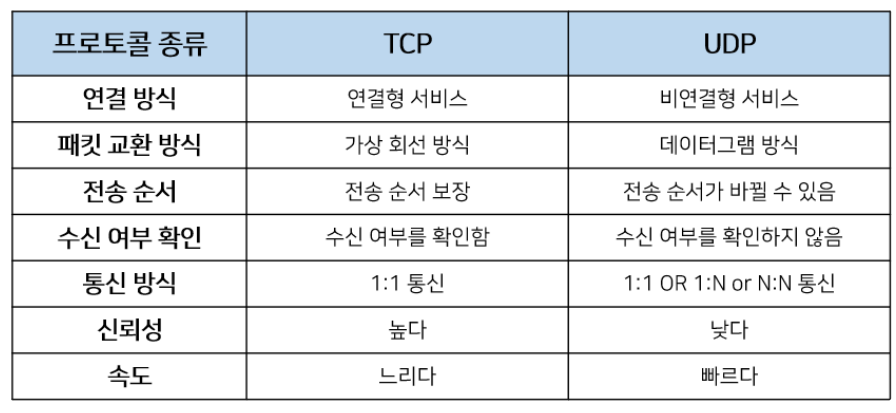 프로토콜 종류 TCP UDP
연결 방식 연결형 서비스 비연결형 서비스
패킷 교환 방식 가상 회선 방식 데이터그램 방식
전송 순서 전송 순서 보장 전송 순서가 바뀔 수 있음
수신 여부 확인 수신 여부를 확인함 수신 여부를 확인하지 않음
통신 방식 1:1 통신 1:1 OR 1:N or N:N 통신
신뢰성 높다 낮다
속도 느리다 빠르다